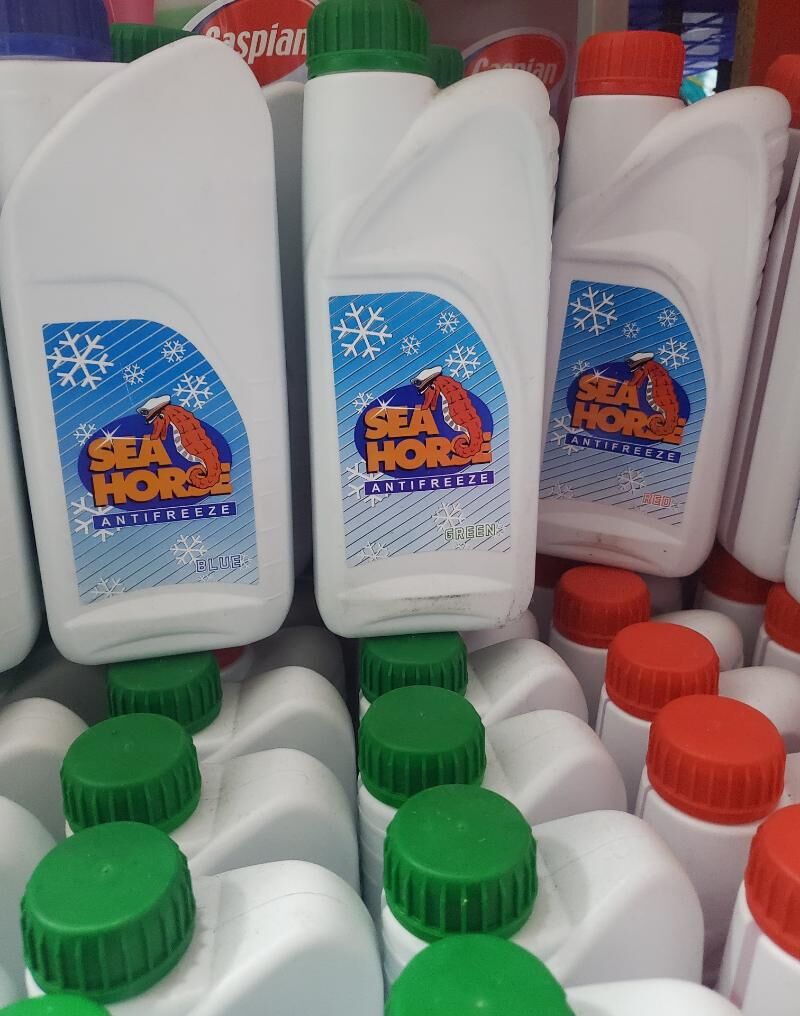 Caspian
Caspian
SEA
HORSE
ANTIFREEZE
BLUE
SEA
HORSE
ANTIFREEZE
GREEN
SEA
HORSE
ANTIFREEZE
RED